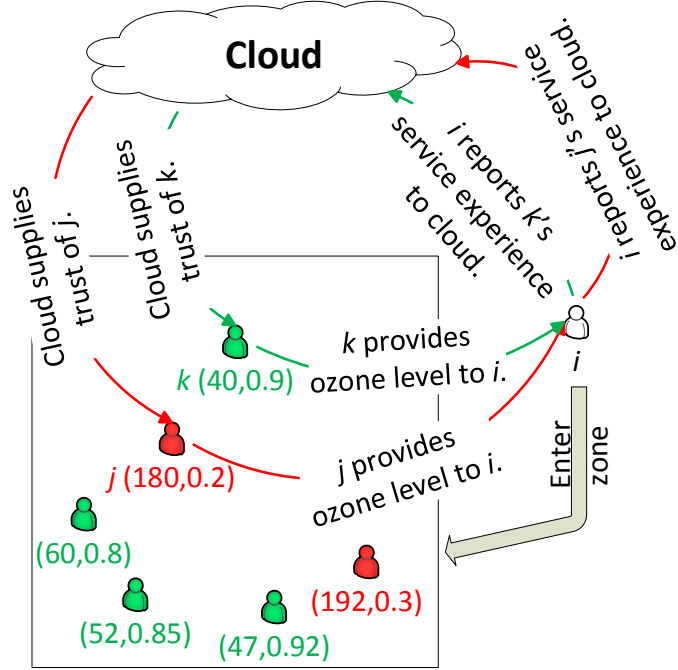 Cloud
i reports j's service
experience to cloud.
i reports k's
service experience
to cloud.
Cloud supplies
trust of j.
Cloud supplies
trust of k.
k provides
ozone level to i.
i
k (40,0.9)
j provides
ozone level to i.
j (180,0.2)
Enter
zone
(60,0.8)
(192,0.3)
(52,0.85)
(47,0.92)